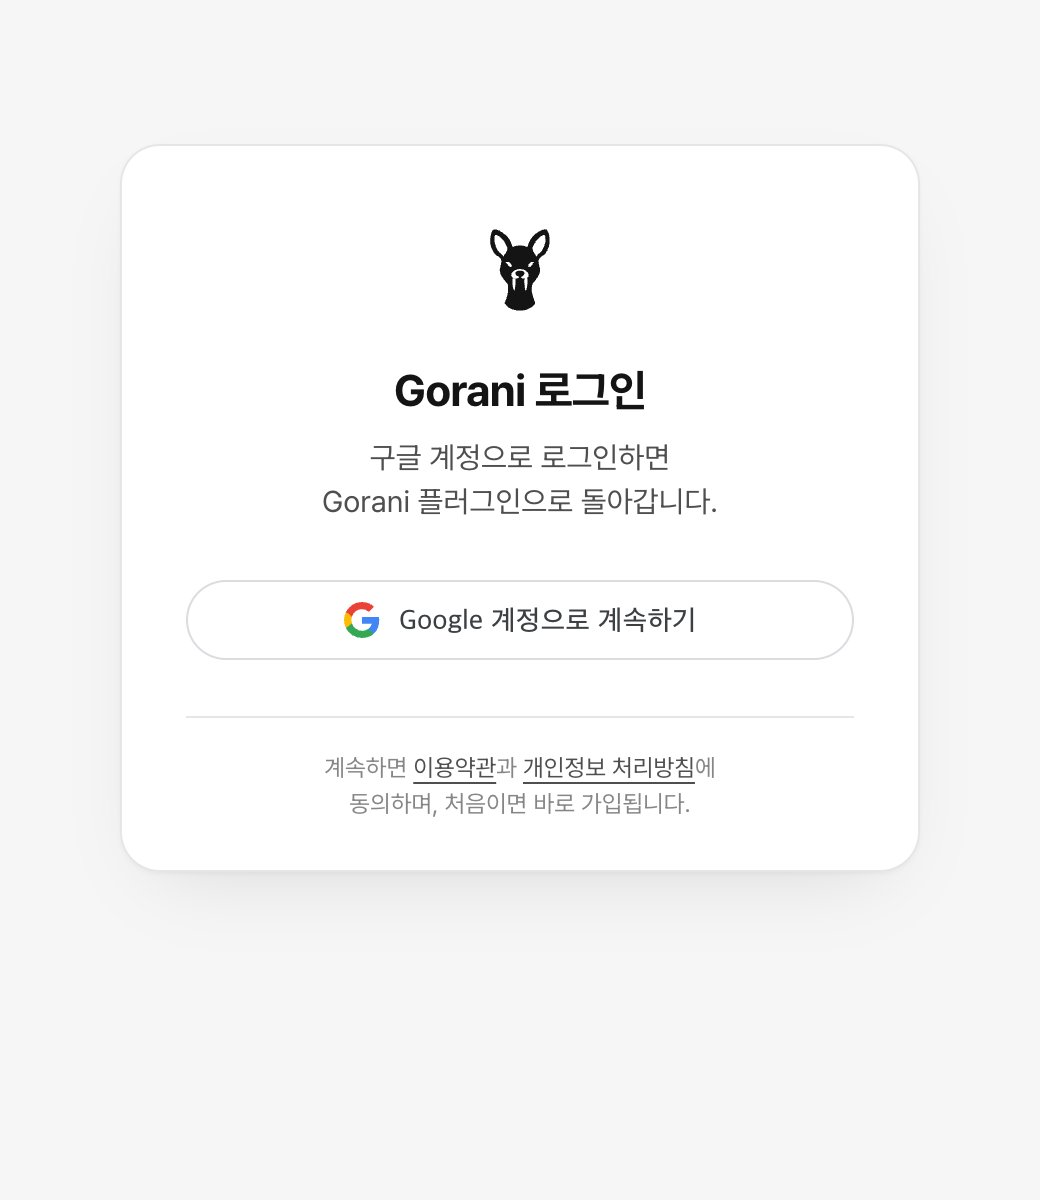 Gorani 로그인
구글 계정으로 로그인하면
Gorani 플러그인으로 돌아갑니다.
Google 계정으로 계속하기
계속하면 이용약관과 개인정보 처리방침에
동의하며, 처음이면 바로 가입됩니다.